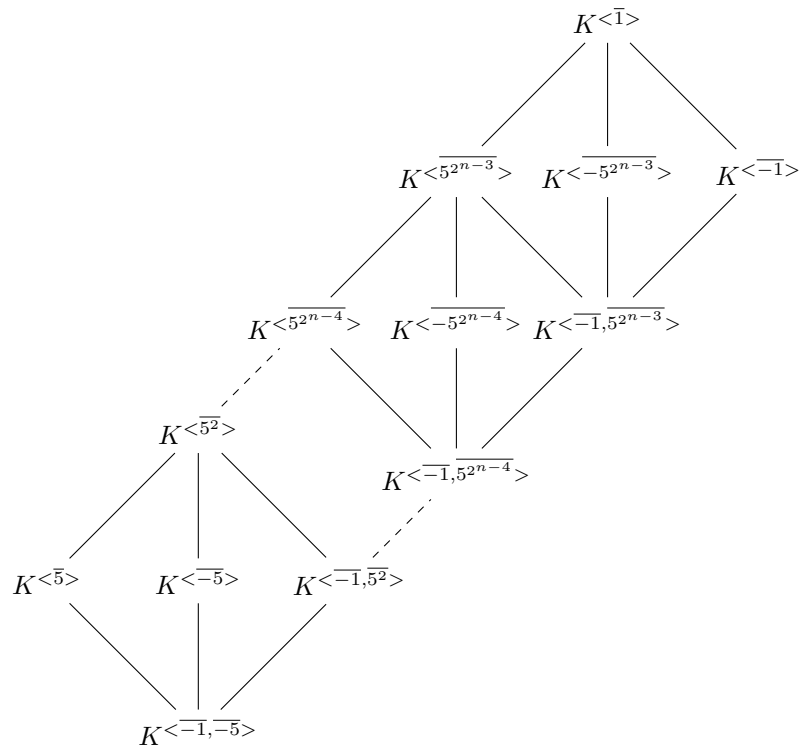 $K^{<\overline{1}>}$
$K^{<\overline{5^{2^{n-3}}}>}$ $K^{<\overline{-5^{2^{n-3}}}>}$ $K^{<\overline{-1}>}$
$K^{<\overline{5^{2^{n-4}}}>}$ $K^{<\overline{-5^{2^{n-4}}}>}$ $K^{<\overline{-1},\overline{5^{2^{n-3}}}>}$
$K^{<\overline{5^2}>}$
$K^{<\overline{-1},\overline{5^{2^{n-4}}}>}$
$K^{<\overline{5}>}$ $K^{<\overline{-5}>}$ $K^{<\overline{-1},\overline{5^2}>}$
$K^{<\overline{-1},\overline{-5}>}$